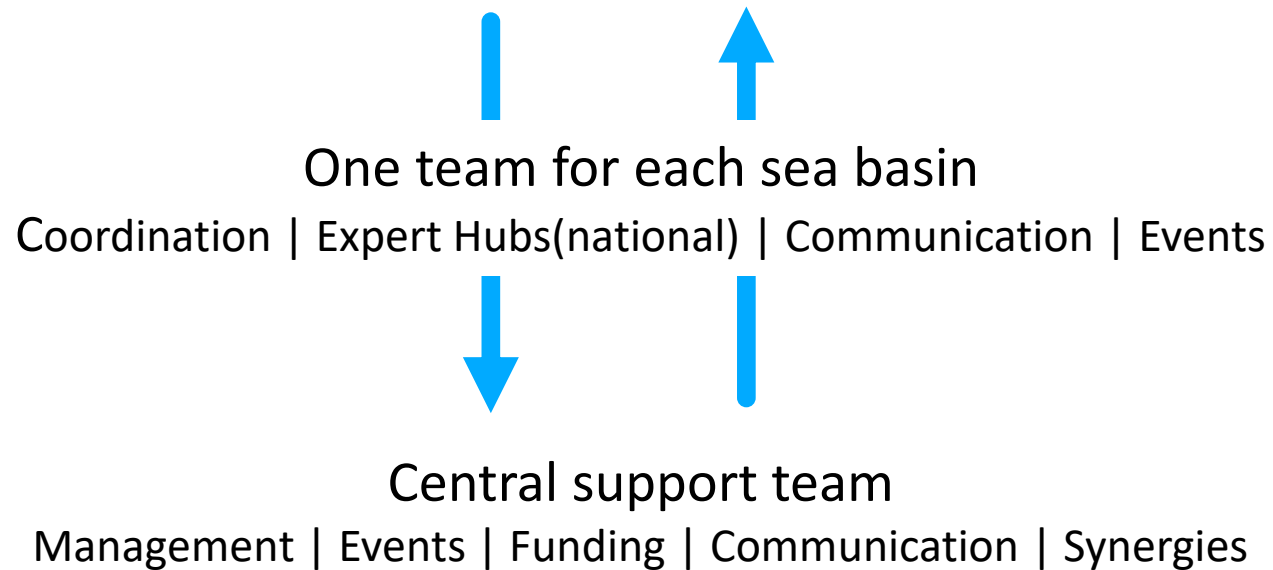 One team for each sea basin
Coordination | Expert Hubs(national) | Communication | Events
Central support team
Management | Events | Funding | Communication | Synergies